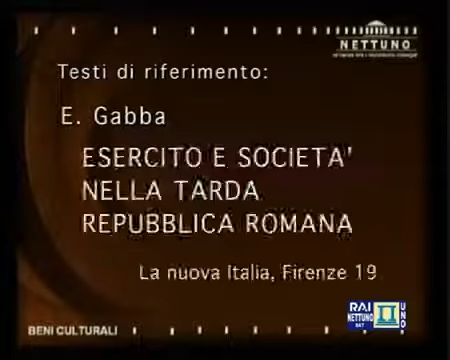 NETTUNO
Testi di riferimento:
E. Gabba
ESERCITO E SOCIETA'
NELLA TARDA
REPUBBLICA ROMANA
La nuova Italia, Firenze 19
RAI
NETTUNO
SAT
UNO
BENI CULTURALI